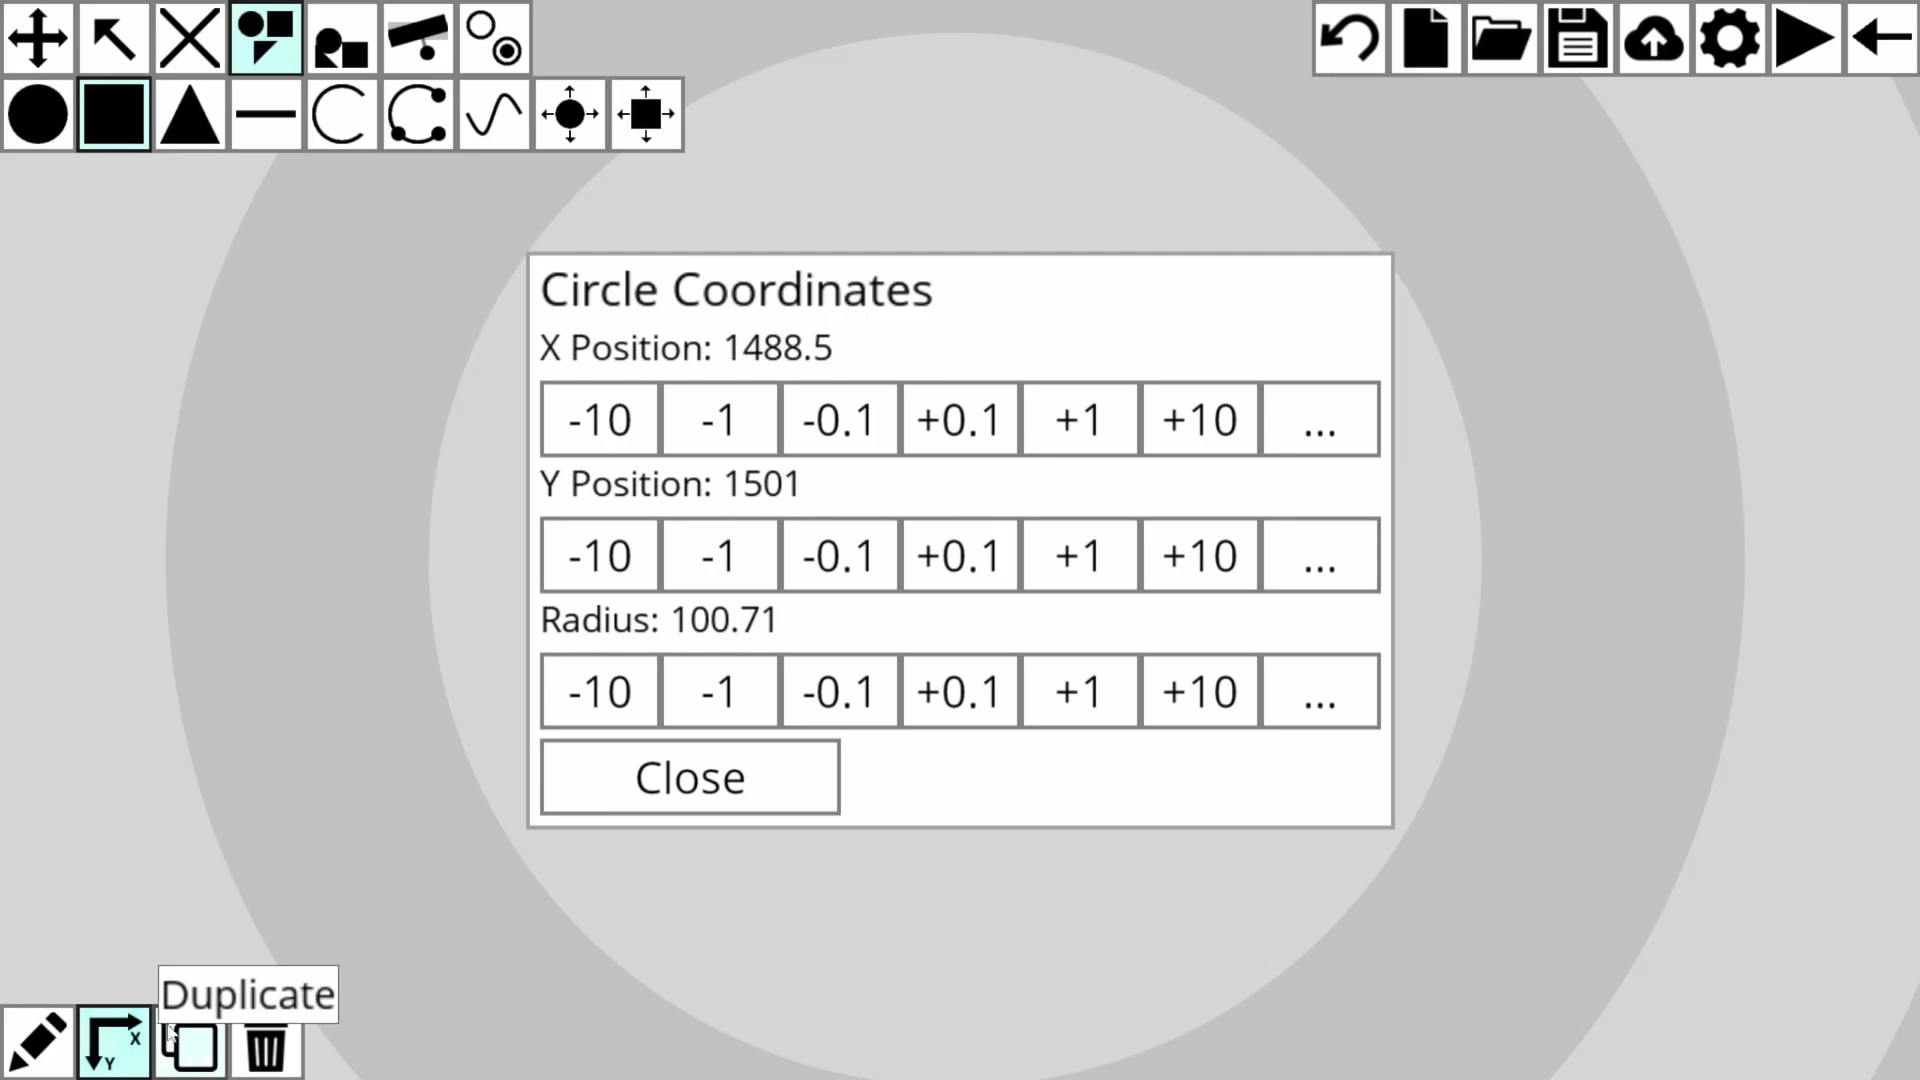 Circle Coordinates
X Position: 1488.5
-10 -1 -0.1 +0.1 +1 +10 ...
Y Position: 1501
-10 -1 -0.1 +0.1 +1 +10 ...
Radius: 100.71
-10 -1 -0.1 +0.1 +1 +10 ...
Close
Duplicate
X
Y